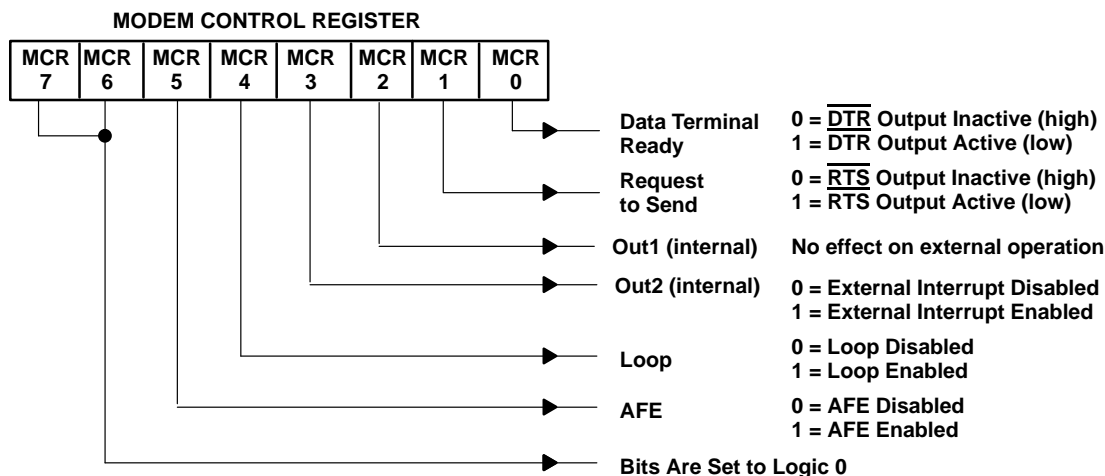 MODEM CONTROL REGISTER
MCR 7 MCR 6 MCR 5 MCR 4 MCR 3 MCR 2 MCR 1 MCR 0
Data Terminal Ready
0 = D̅T̅R̅ Output Inactive (high)
1 = D̅T̅R̅ Output Active (low)
Request to Send
0 = R̅T̅S̅ Output Inactive (high)
1 = R̅T̅S̅ Output Active (low)
Out1 (internal)
No effect on external operation
Out2 (internal)
0 = External Interrupt Disabled
1 = External Interrupt Enabled
Loop
0 = Loop Disabled
1 = Loop Enabled
AFE
0 = AFE Disabled
1 = AFE Enabled
Bits Are Set to Logic 0